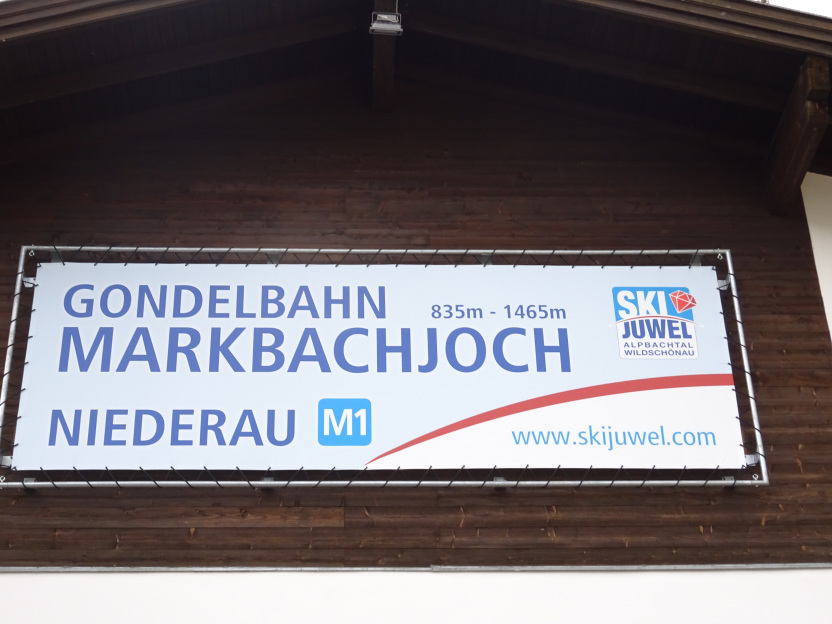 GONDELBAHN 835m - 1465m
MARKBACHJOCH
NIEDERAU M1
www.skijuwel.com
SKI
JUWEL
ALPBACHTAL
WILDSCHÖNAU